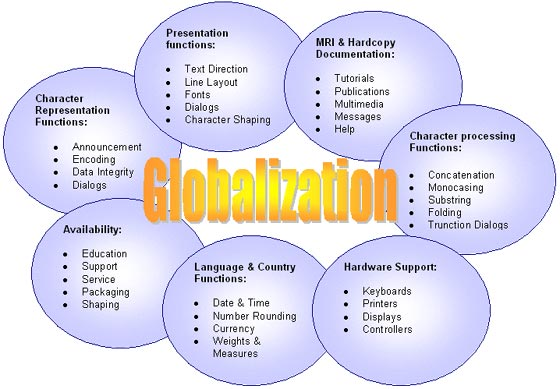 Presentation
functions:
Text Direction
Line Layout
Fonts
Dialogs
Character Shaping
MRI & Hardcopy
Documentation:
Tutorials
Publications
Multimedia
Messages
Help
Character
Representation
Functions:
Announcement
Encoding
Data Integrity
Dialogs
Character processing
Functions:
Concatenation
Monocasing
Substring
Folding
Trunction Dialogs
Globalization
Availability:
Education
Support
Service
Packaging
Shaping
Language & Country
Functions:
Date & Time
Number Rounding
Currency
Weights &
Measures
Hardware Support:
Keyboards
Printers
Displays
Controllers